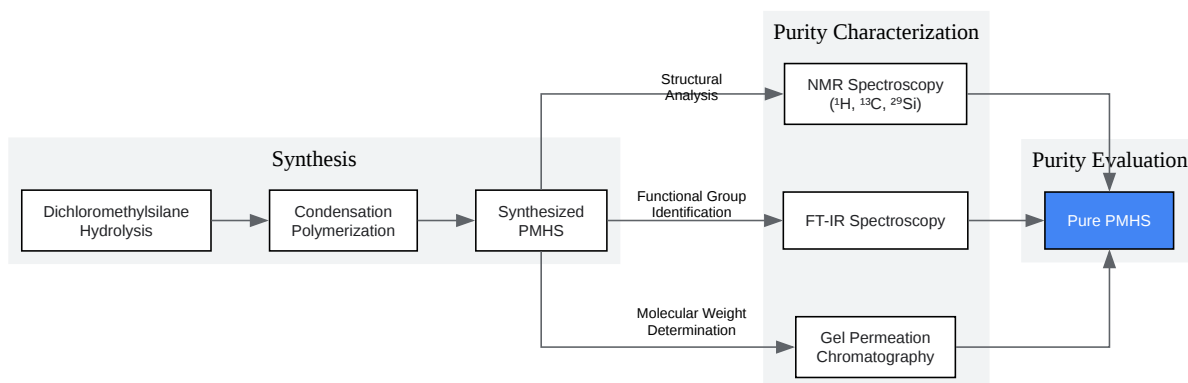 Purity Characterization
Structural
Analysis
NMR Spectroscopy
(¹H, ¹³C, ²⁹Si)
Synthesis
Purity Evaluation
Dichloromethylsilane
Hydrolysis
Condensation
Polymerization
Synthesized
PMHS
Functional Group
Identification
FT-IR Spectroscopy
Pure PMHS
Molecular Weight
Determination
Gel Permeation
Chromatography